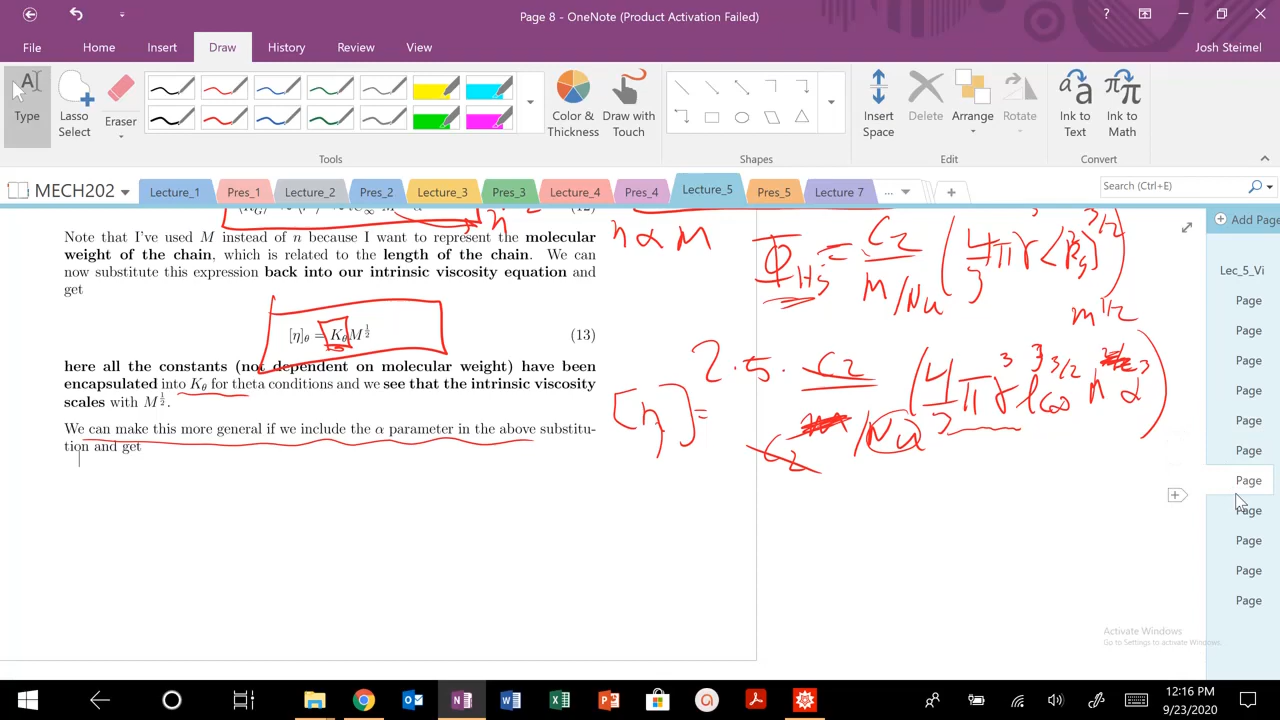 Page 8 - OneNote (Product Activation Failed)
File Home Insert Draw History Review View Josh Steimel
Type
Lasso Select
Eraser
Color & Thickness
Draw with Touch
Insert Space
Delete
Arrange
Rotate
Ink to Text
Ink to Math
Tools Shapes Edit Convert
MECH202 Lecture_1 Pres_1 Lecture_2 Pres_2 Lecture_3 Pres_3 Lecture_4 Pres_4 Lecture_5 Pres_5 Lecture 7 ...
Search (Ctrl+E)
Add Page
(12)
Note that I've used M instead of n because I want to represent the molecular
weight of the chain, which is related to the length of the chain. We can
now substitute this expression back into our intrinsic viscosity equation and
get
[η]θ = KθM^1/2 (13)
here all the constants (not dependent on molecular weight) have been
encapsulated into Kθ for theta conditions and we see that the intrinsic viscosity
scales with M^1/2.
We can make this more general if we include the α parameter in the above substitu-
tion and get
n α M
m^1/2
[η] =
2.5.
Lec_5_Vi
Page
Page
Page
Page
Page
Page
Page
Page
Page
Page
Page
Activate Windows
Go to Settings to activate Windows.
12:16 PM
9/23/2020